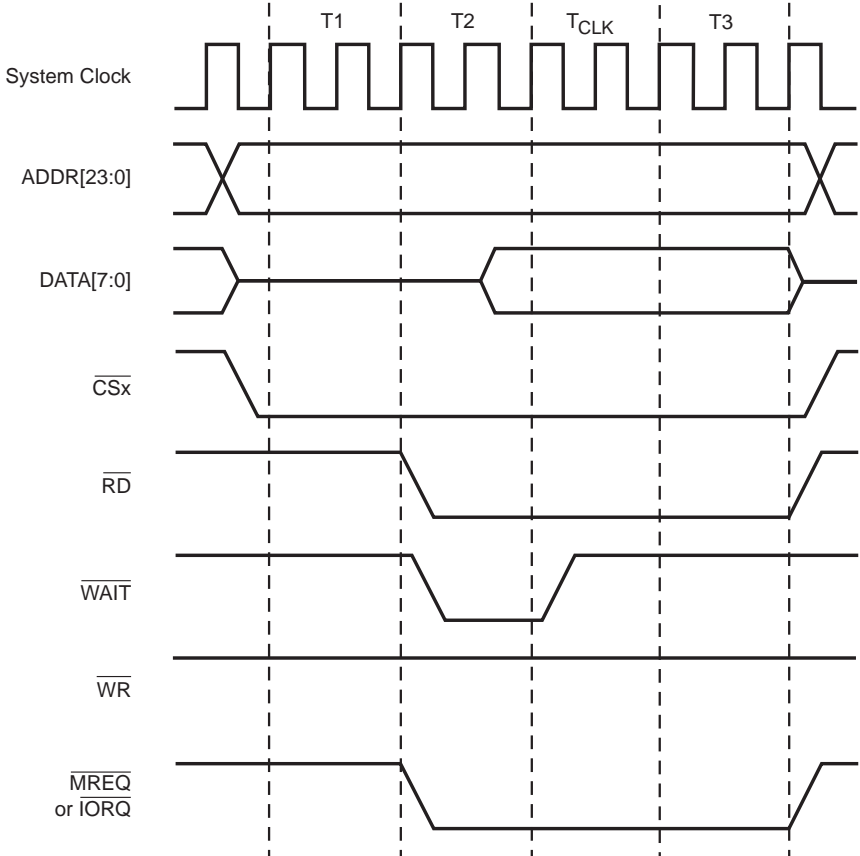 T1
T2
TCLK
T3
System Clock
ADDR[23:0]
DATA[7:0]
CSx
RD
WAIT
WR
MREQ
or IORQ